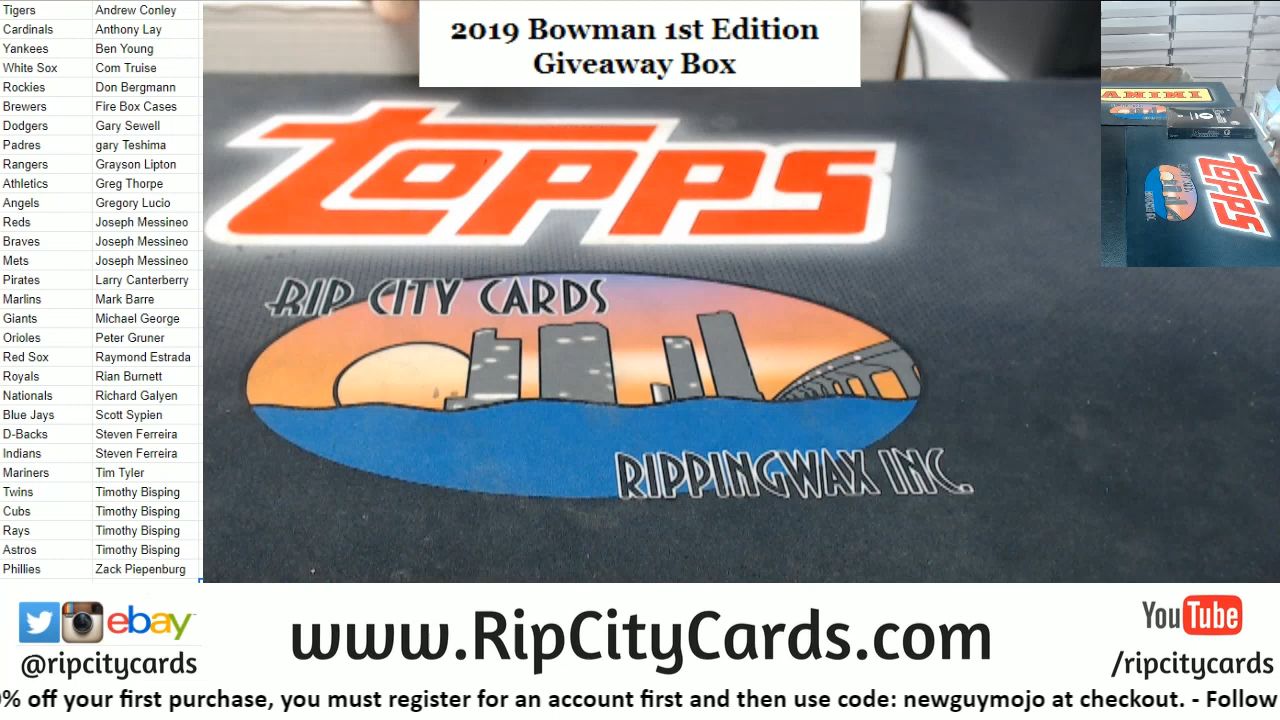 Tigers Andrew Conley
Cardinals Anthony Lay
Yankees Ben Young
White Sox Com Truise
Rockies Don Bergmann
Brewers Fire Box Cases
Dodgers Gary Sewell
Padres gary Teshima
Rangers Grayson Lipton
Athletics Greg Thorpe
Angels Gregory Lucio
Reds Joseph Messineo
Braves Joseph Messineo
Mets Joseph Messineo
Pirates Larry Canterberry
Marlins Mark Barre
Giants Michael George
Orioles Peter Gruner
Red Sox Raymond Estrada
Royals Rian Burnett
Nationals Richard Galyen
Blue Jays Scott Sypien
D-Backs Steven Ferreira
Indians Steven Ferreira
Mariners Tim Tyler
Twins Timothy Bisping
Cubs Timothy Bisping
Rays Timothy Bisping
Astros Timothy Bisping
Phillies Zack Piepenburg
2019 Bowman 1st Edition
Giveaway Box
topps
RIP CITY CARDS
RIPPINGWAX INC.
topps
ebay
@ripcitycards
www.RipCityCards.com
YouTube
/ripcitycards
% off your first purchase, you must register for an account first and then use code: newguymojo at checkout. - Follow